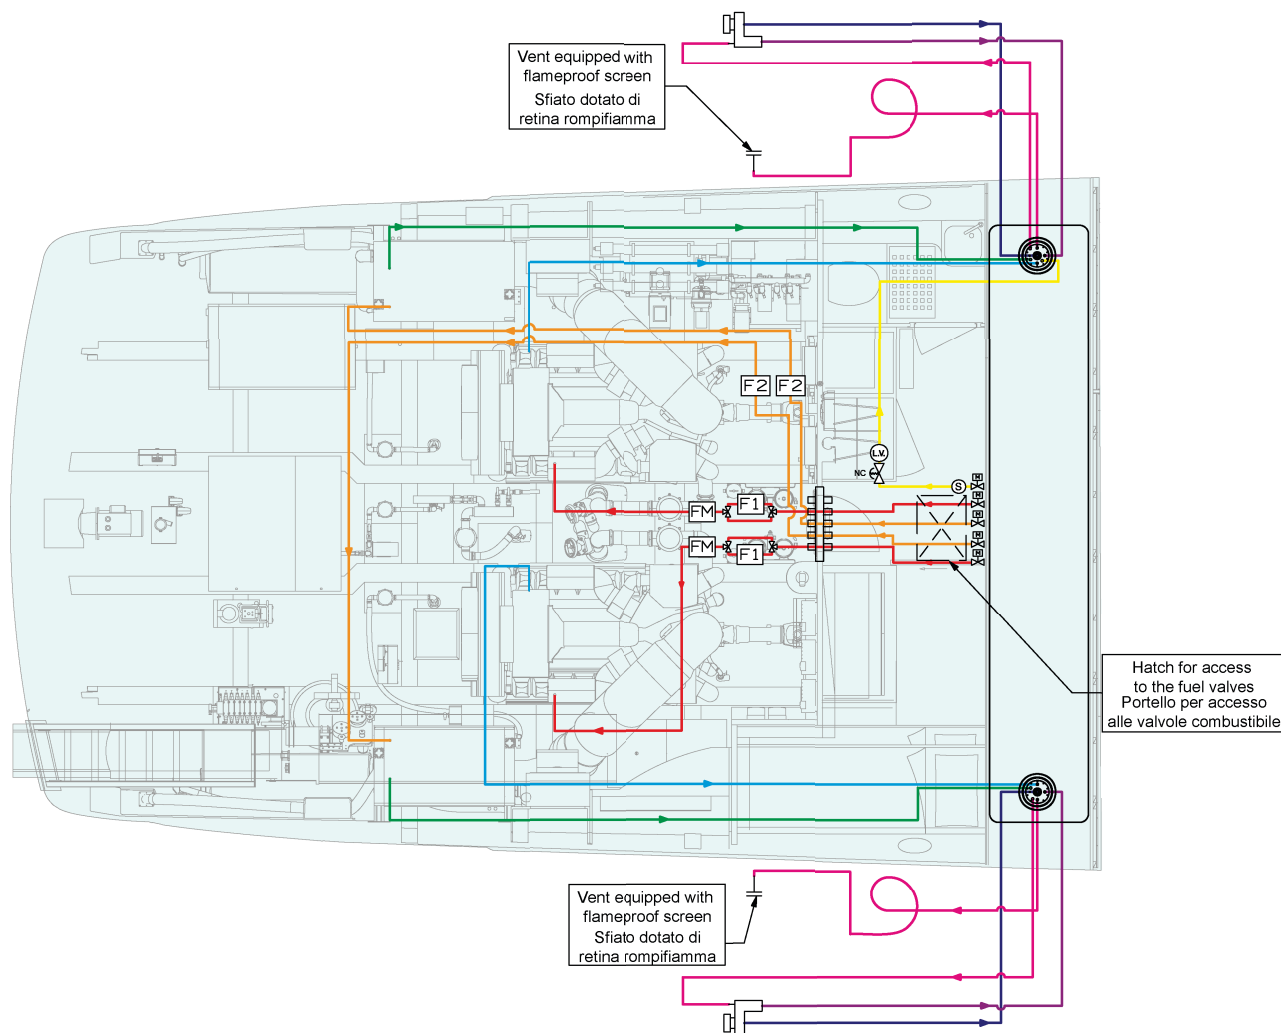 Vent equipped with
flameproof screen
Sfiato dotato di
retina rompifiamma
F2
F2
L.V.
NC
S
FM
F1
FM
F1
Hatch for access
to the fuel valves
Portello per accesso
alle valvole combustibile
Vent equipped with
flameproof screen
Sfiato dotato di
retina rompifiamma